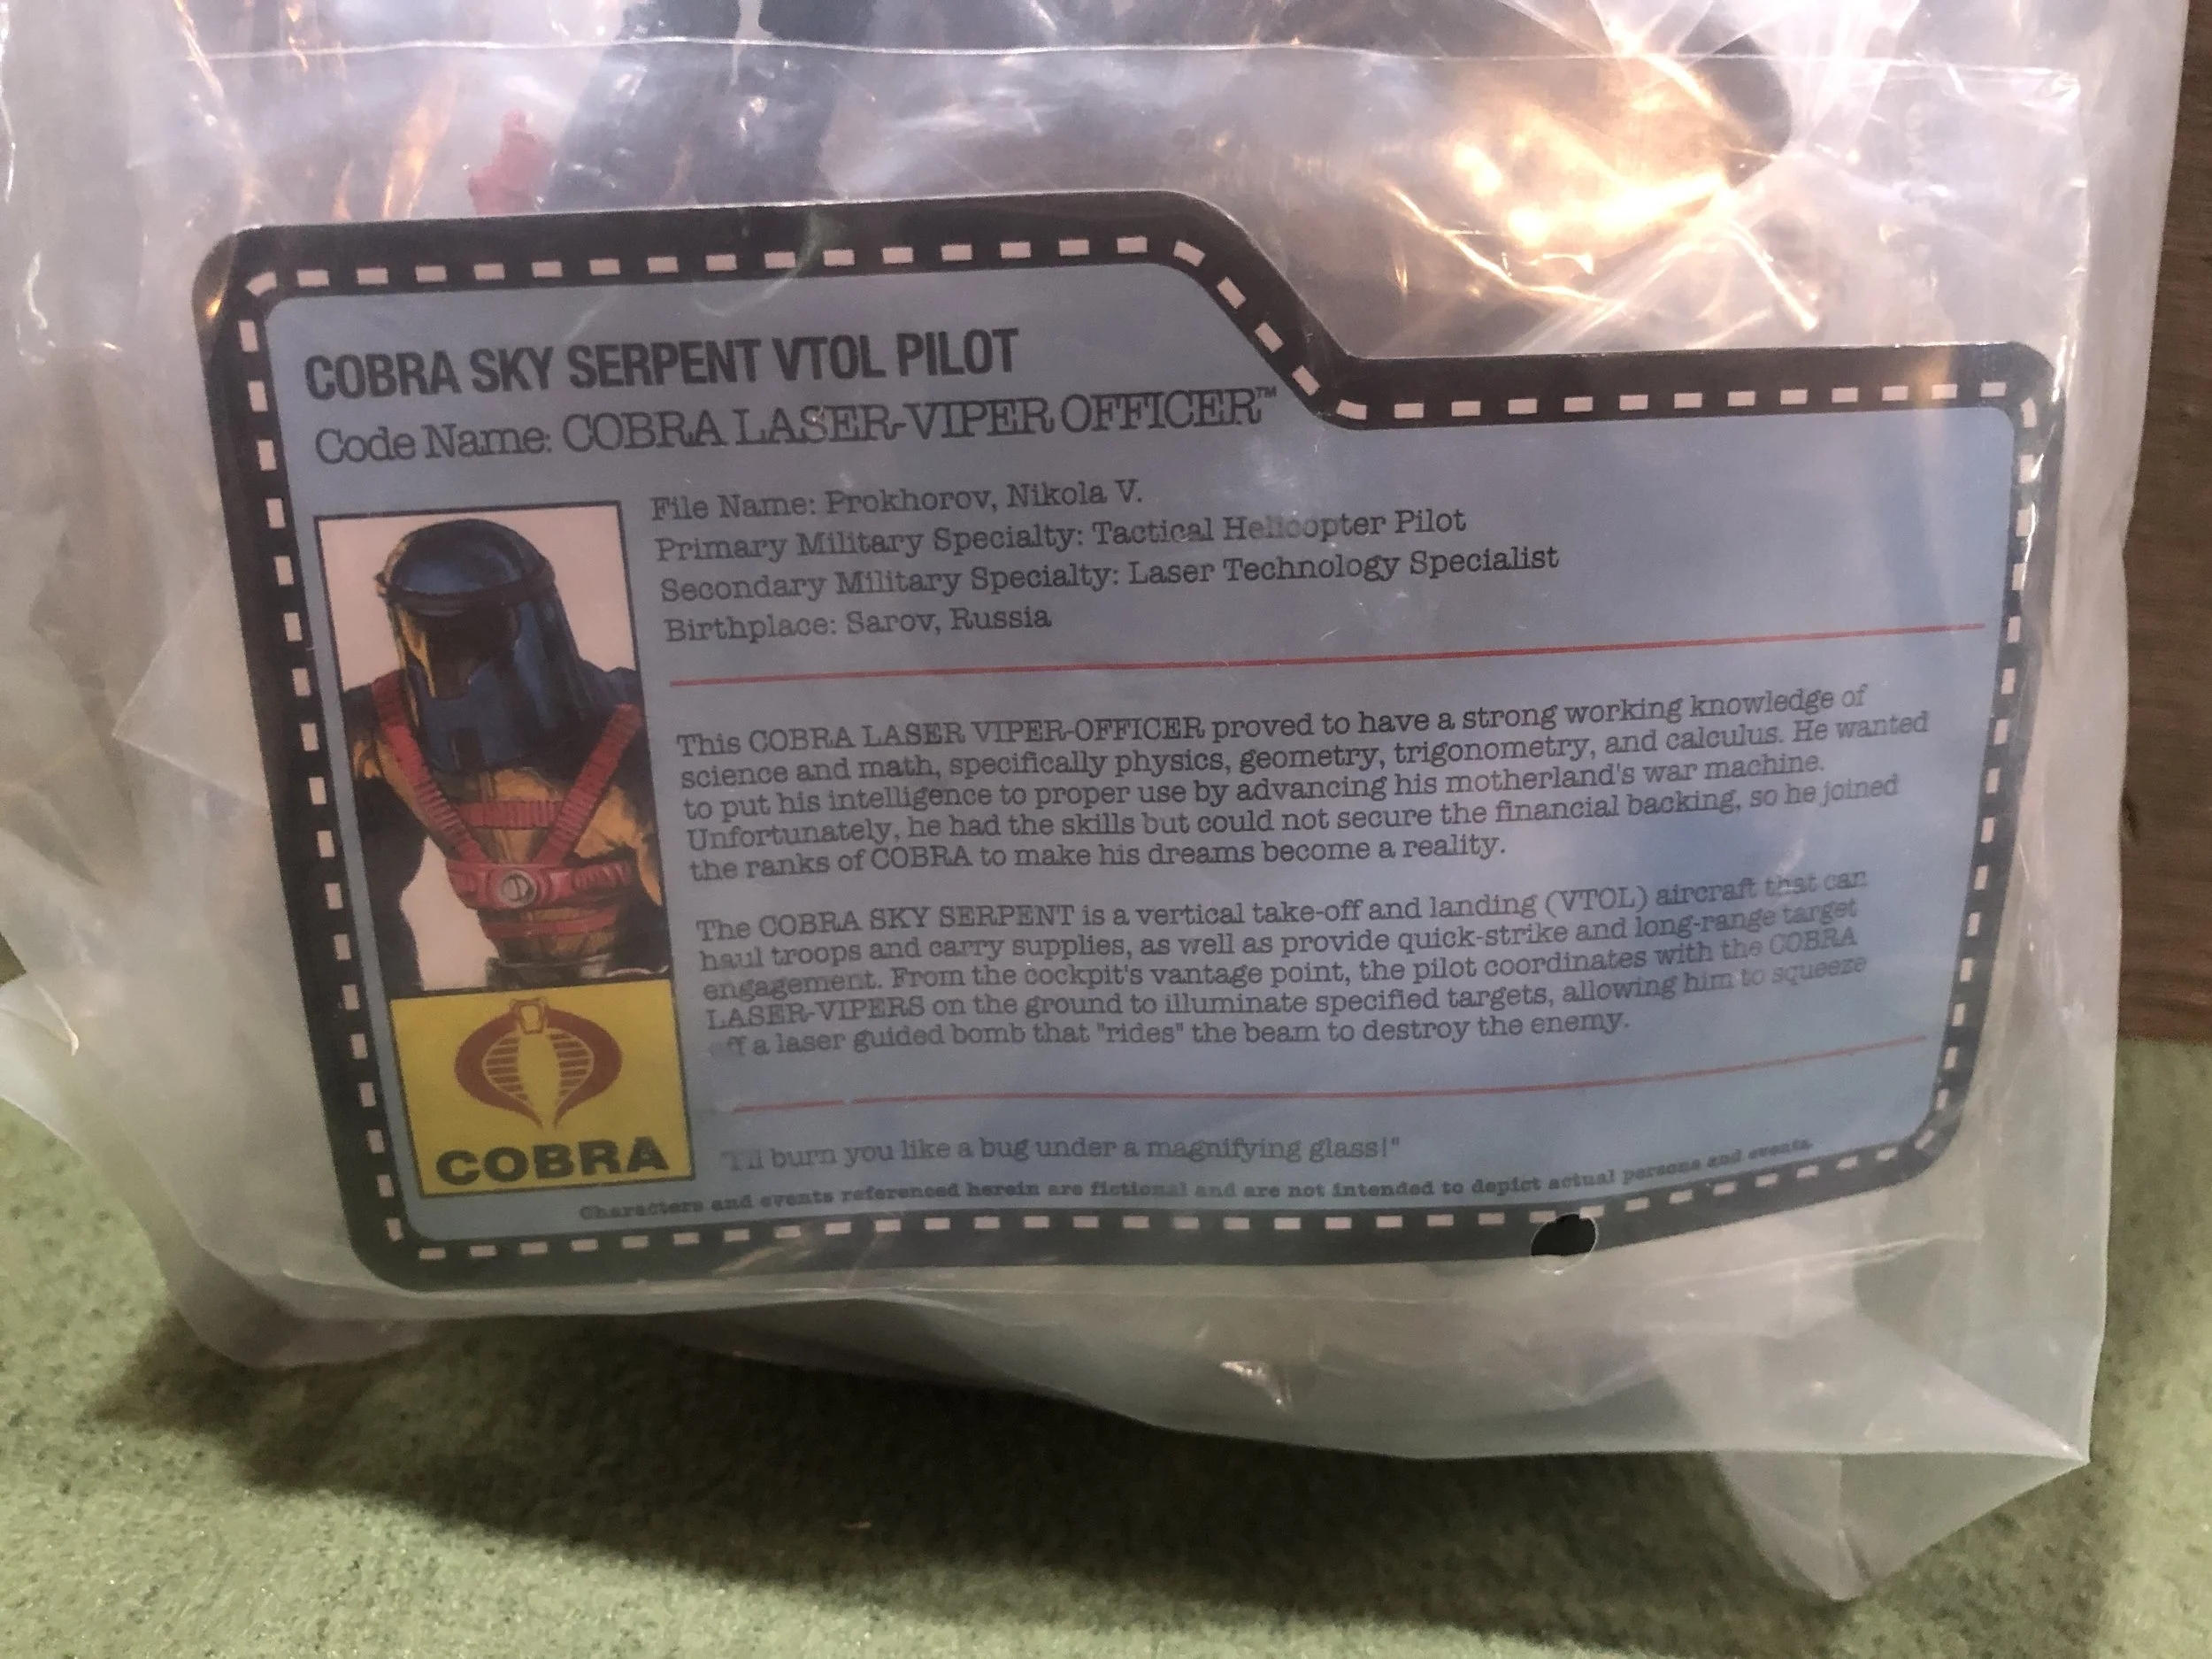 COBRA SKY SERPENT VTOL PILOT
Code Name: COBRA LASER-VIPER OFFICER™
File Name: Prokhorov, Nikola V.
Primary Military Specialty: Tactical Helicopter Pilot
Secondary Military Specialty: Laser Technology Specialist
Birthplace: Sarov, Russia
This COBRA LASER VIPER-OFFICER proved to have a strong working knowledge of
science and math, specifically physics, geometry, trigonometry, and calculus. He wanted
to put his intelligence to proper use by advancing his motherland's war machine.
Unfortunately, he had the skills but could not secure the financial backing, so he joined
the ranks of COBRA to make his dreams become a reality.
The COBRA SKY SERPENT is a vertical take-off and landing (VTOL) aircraft that can
haul troops and carry supplies, as well as provide quick-strike and long-range target
engagement. From the cockpit's vantage point, the pilot coordinates with the COBRA
LASER-VIPERS on the ground to illuminate specified targets, allowing him to squeeze
off a laser guided bomb that "rides" the beam to destroy the enemy.
COBRA
"I'll burn you like a bug under a magnifying glass!"
Characters and events referenced herein are fictional and are not intended to depict actual persons and events.